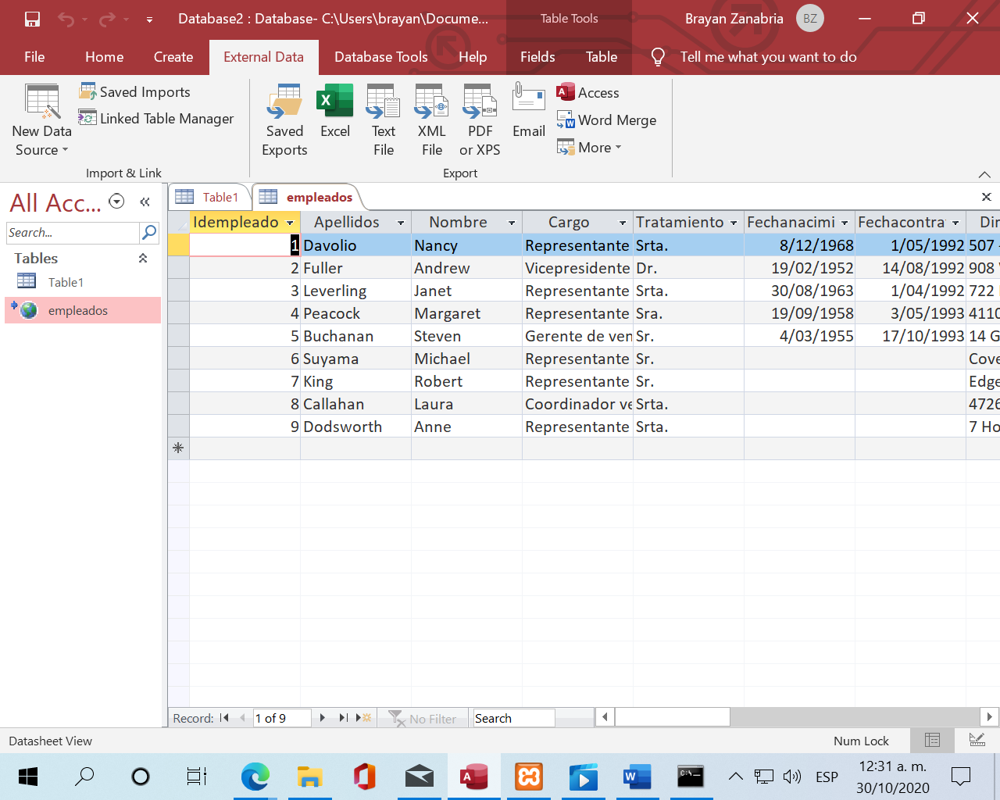 Database2 : Database- C:\Users\brayan\Docume...
Table Tools
Brayan Zanabria
BZ
File
Home
Create
External Data
Database Tools
Help
Fields
Table
Tell me what you want to do
New Data Source
Saved Imports
Linked Table Manager
Import & Link
Saved Exports
Excel
Text File
XML File
PDF or XPS
Email
Access
Word Merge
More
Export
All Acc...
Search...
Tables
Table1
empleados
Table1
empleados
Idempleado Apellidos Nombre Cargo Tratamiento Fechanacimi Fechacontra Dir
1 Davolio Nancy Representante Srta. 8/12/1968 1/05/1992 507
2 Fuller Andrew Vicepresidente Dr. 19/02/1952 14/08/1992 908
3 Leverling Janet Representante Srta. 30/08/1963 1/04/1992 722
4 Peacock Margaret Representante Sra. 19/09/1958 3/05/1993 4110
5 Buchanan Steven Gerente de ven Sr. 4/03/1955 17/10/1993 14 G
6 Suyama Michael Representante Sr. Cove
7 King Robert Representante Sr. Edge
8 Callahan Laura Coordinador ve Srta. 4726
9 Dodsworth Anne Representante Srta. 7 Ho
Record: 1 of 9 No Filter Search
Datasheet View
Num Lock
ESP
12:31 a. m.
30/10/2020